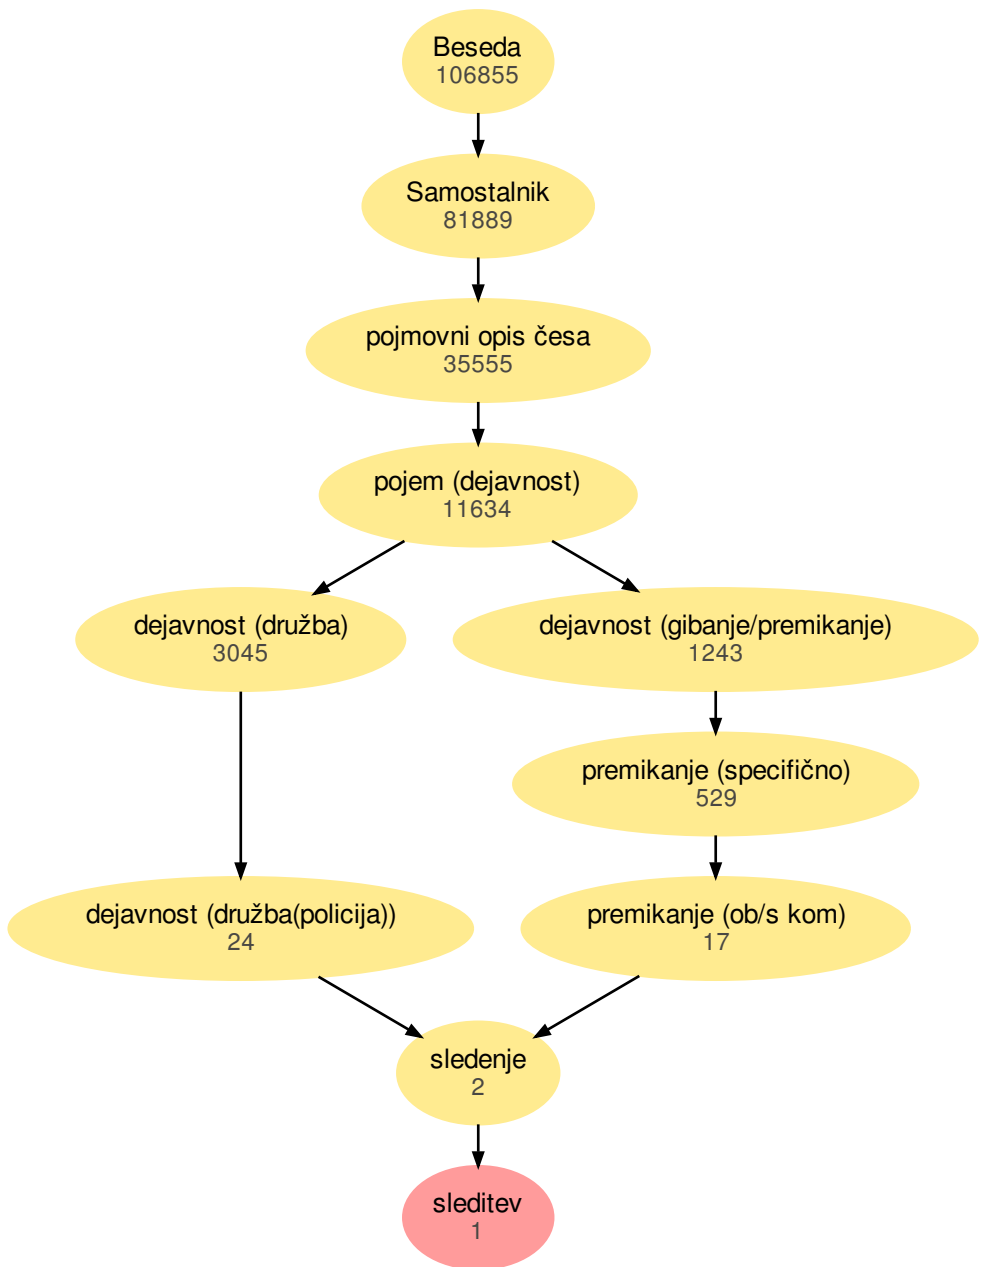 Beseda
106855
Samostalnik
81889
pojmovni opis česa
35555
pojem (dejavnost)
11634
dejavnost (družba)
3045
dejavnost (gibanje/premikanje)
1243
premikanje (specifično)
529
dejavnost (družba(policija))
24
premikanje (ob/s kom)
17
sledenje
2
sleditev
1